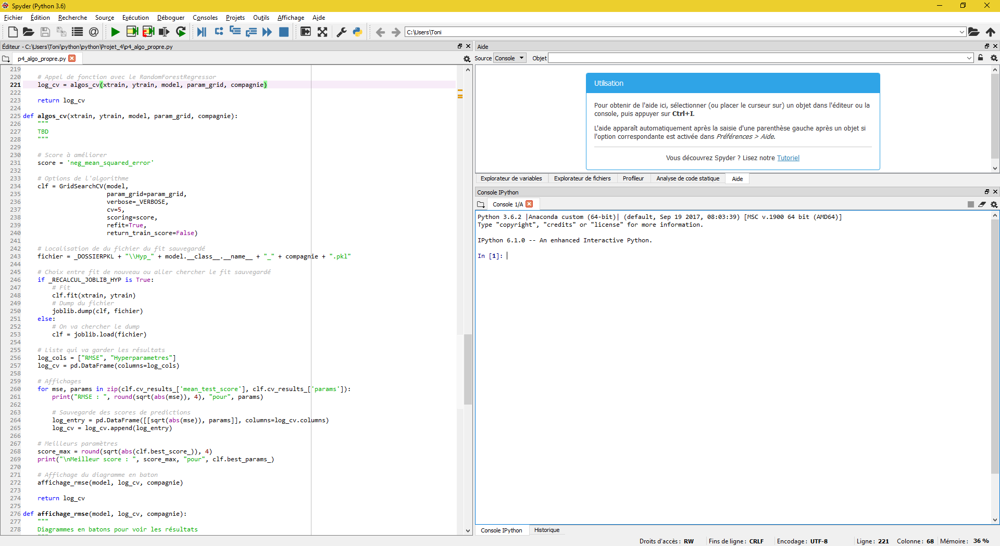 Spyder (Python 3.6)
Fichier Édition Recherche Source Exécution Déboguer Consoles Projets Outils Affichage Aide
C:\Users\Toni
Éditeur - C:\Users\Toni\python\python\Projet_4\p4_algo_propre.py
p4_algo_propre.py
219
220     # Appel de fonction avec le RandomForestRegressor
221     log_cv = algos_cv(xtrain, ytrain, model, param_grid, compagnie)
222
223     return log_cv
224
225 def algos_cv(xtrain, ytrain, model, param_grid, compagnie):
226     """
227     TBD
228     """
229
230     # Score à améliorer
231     score = 'neg_mean_squared_error'
232
233     # Options de l'algorithme
234     clf = GridSearchCV(model,
235                        param_grid=param_grid,
236                        verbose=_VERBOSE,
237                        cv=5,
238                        scoring=score,
239                        refit=True,
240                        return_train_score=False)
241
242     # Localisation de du fichier du fit sauvegardé
243     fichier = _DOSSIERPKL + "\\Hyp_" + model.__class__.__name__ + "_" + compagnie + ".pkl"
244
245     # Choix entre fit de nouveau ou aller chercher le fit sauvegardé
246     if _RECALCUL_JOBLIB_HYP is True:
247         # Fit
248         clf.fit(xtrain, ytrain)
249         # Dump du fichier
250         joblib.dump(clf, fichier)
251     else:
252         # On va chercher le dump
253         clf = joblib.load(fichier)
254
255     # Liste qui va garder les résultats
256     log_cols = ["RMSE", "Hyperparametres"]
257     log_cv = pd.DataFrame(columns=log_cols)
258
259     # Affichages
260     for mse, params in zip(clf.cv_results_['mean_test_score'], clf.cv_results_['params']):
261         print("RMSE : ", round(sqrt(abs(mse)), 4), "pour", params)
262
263         # Sauvegarde des scores de predictions
264         log_entry = pd.DataFrame([[sqrt(abs(mse)), params]], columns=log_cv.columns)
265         log_cv = log_cv.append(log_entry)
266
267     # Meilleurs paramètres
268     score_max = round(sqrt(abs(clf.best_score_)), 4)
269     print("\nMeilleur score : ", score_max, "pour", clf.best_params_)
270
271     # Affichage du diagramme en baton
272     affichage_rmse(model, log_cv, compagnie)
273
274     return log_cv
275
276 def affichage_rmse(model, log_cv, compagnie):
277     """
278     Diagrammes en batons pour voir les résultats
Aide
Source Console Objet
Utilisation
Pour obtenir de l'aide ici, sélectionner (ou placer le curseur sur) un objet dans l'éditeur ou la
console, puis appuyer sur Ctrl+I.
L'aide apparaît automatiquement après la saisie d'une parenthèse gauche après un objet si
l'option correspondante est activée dans Préférences > Aide.
Vous découvrez Spyder ? Lisez notre Tutoriel
Explorateur de variables Explorateur de fichiers Profileur Analyse de code statique Aide
Console IPython
Console 1/A
Python 3.6.2 |Anaconda custom (64-bit)| (default, Sep 19 2017, 08:03:39) [MSC v.1900 64 bit (AMD64)]
Type "copyright", "credits" or "license" for more information.
IPython 6.1.0 -- An enhanced Interactive Python.
In [1]:
Console IPython Historique
Droits d'accès : RW Fins de ligne : CRLF Encodage : UTF-8 Ligne : 221 Colonne : 68 Mémoire : 36 %